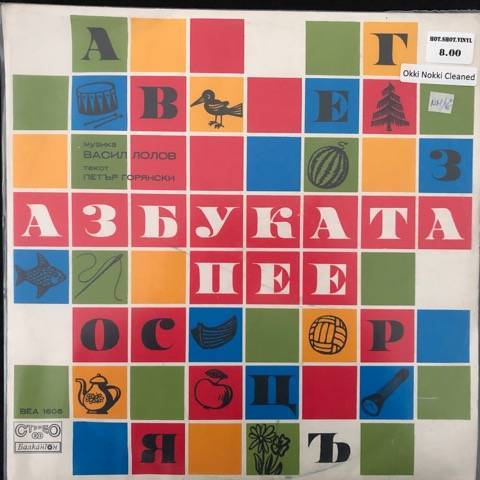 А Г
HOT.SHOT.VINYL
8.00
Okki Nokki Cleaned
В Е
музика
ВАСИЛ ЛОЛОВ
текст
ПЕТЪР ГОРЯНСКИ
З
АЗБУКАТА
ПЕЕ
О С Р
Ц
ВЕА 1608
СТЕРЕО
Балкантон
Я Ъ